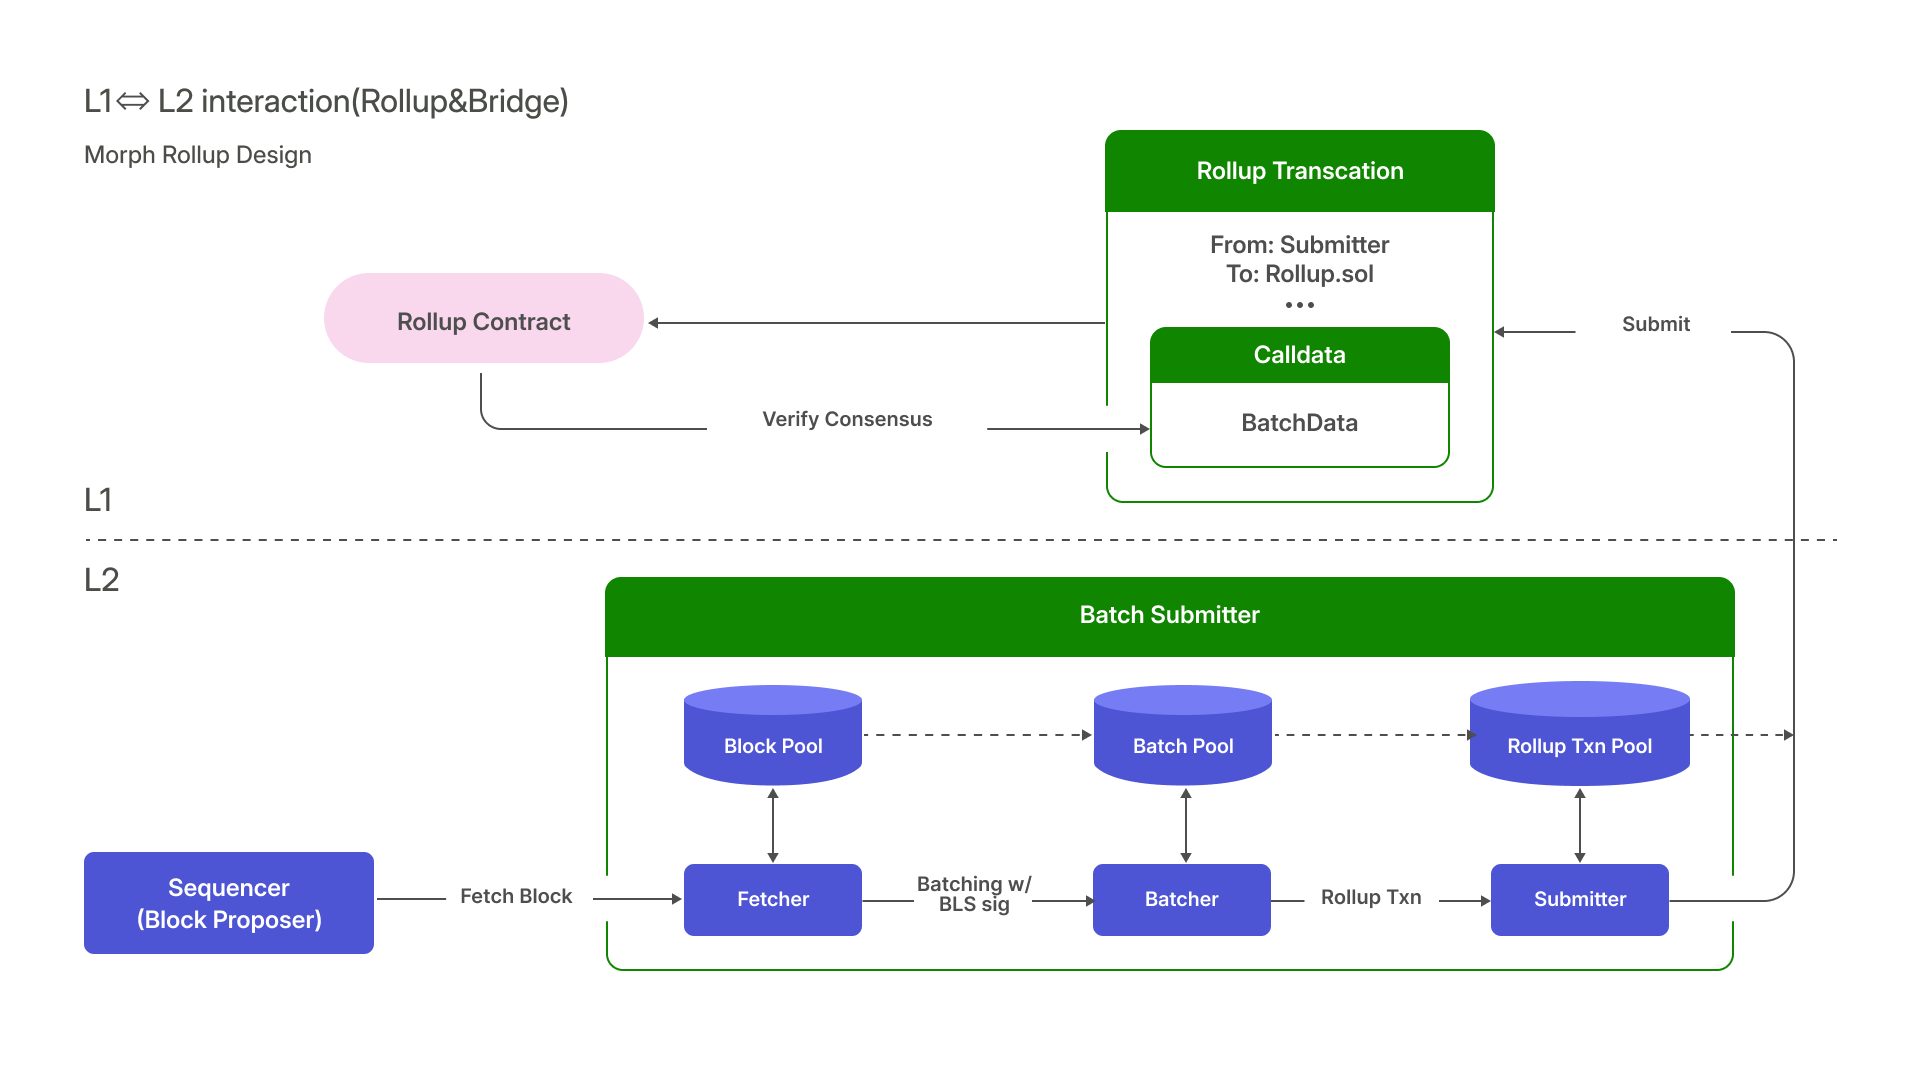 L1⇔ L2 interaction(Rollup&Bridge)
Morph Rollup Design
Rollup Transcation
From: Submitter
To: Rollup.sol
•••
Rollup Contract
Submit
Calldata
Verify Consensus
BatchData
L1
L2
Batch Submitter
Block Pool
Batch Pool
Rollup Txn Pool
Sequencer
(Block Proposer)
Fetch Block
Fetcher
Batching w/
BLS sig
Batcher
Rollup Txn
Submitter